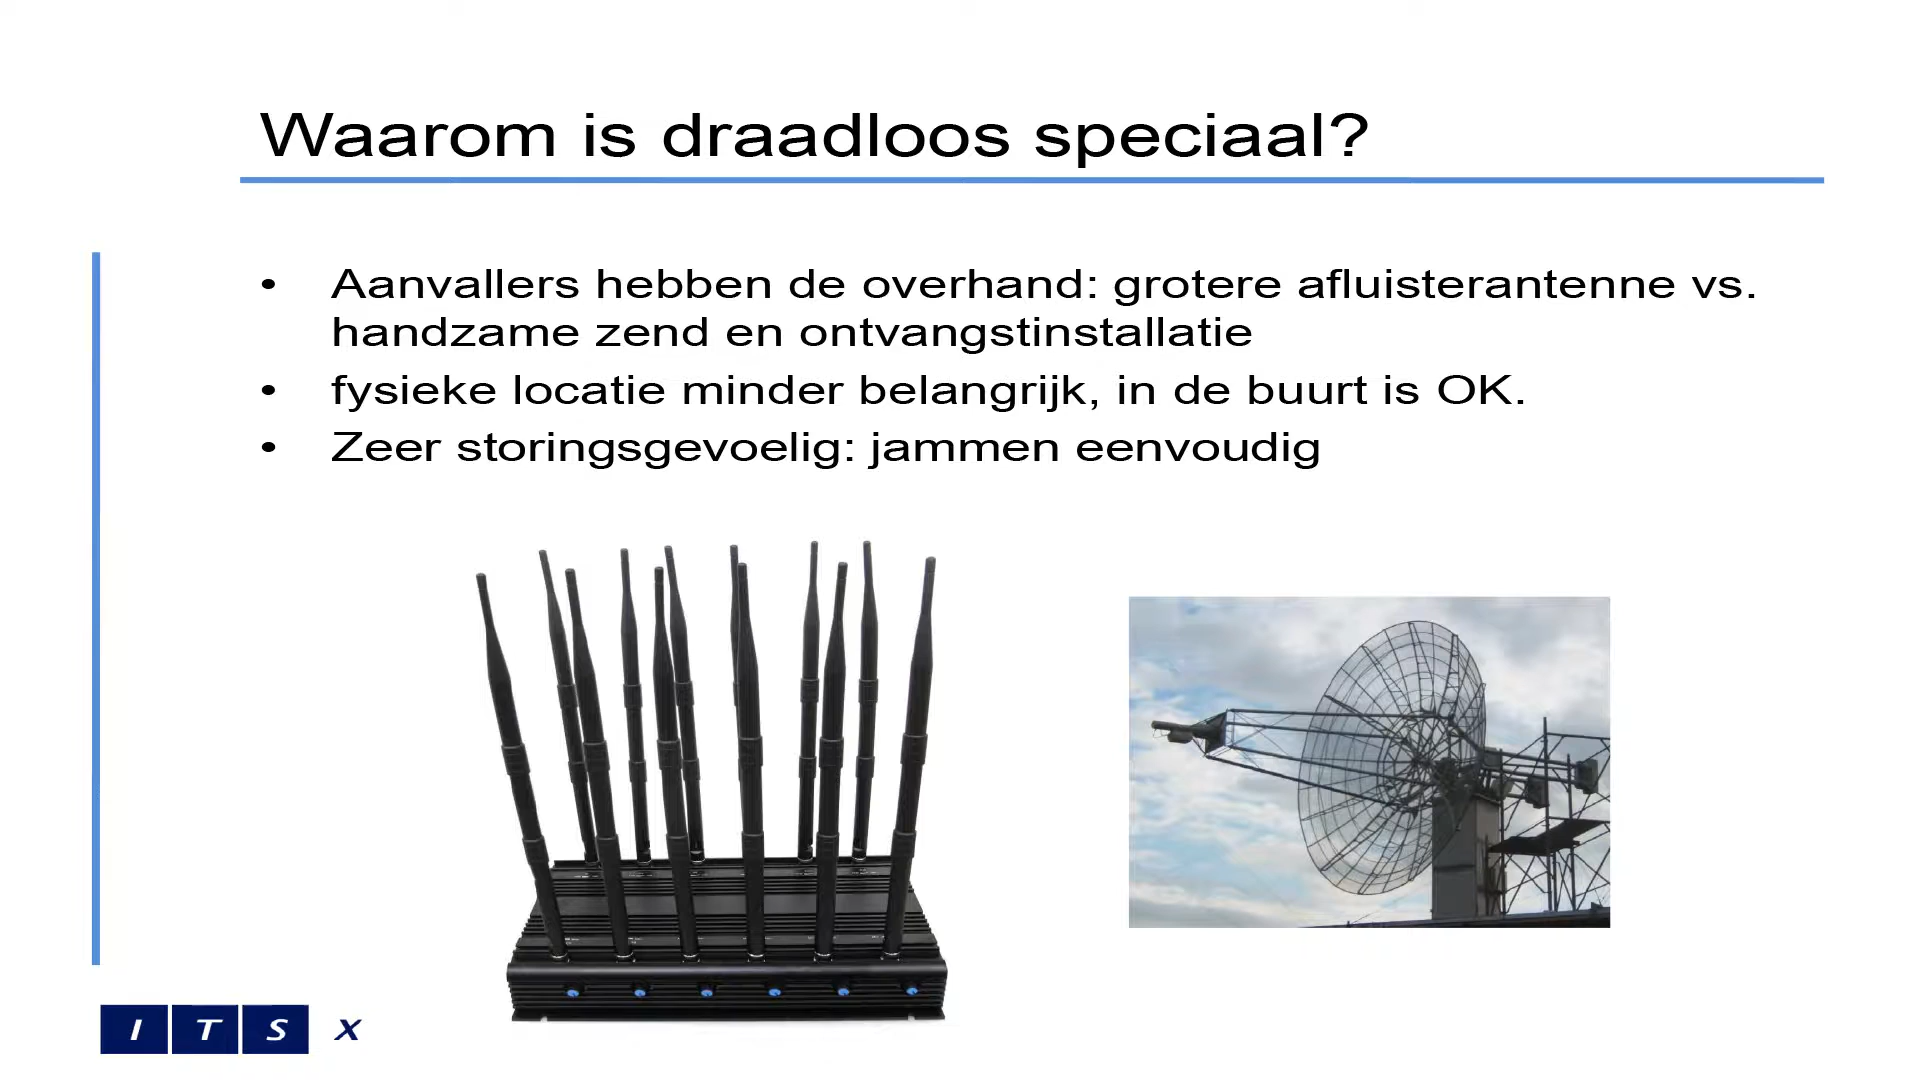 Waarom is draadloos speciaal?
• Aanvallers hebben de overhand: grotere afluisterantenne vs.
handzame zend en ontvangstinstallatie
• fysieke locatie minder belangrijk, in de buurt is OK.
• Zeer storingsgevoelig: jammen eenvoudig
I T S X